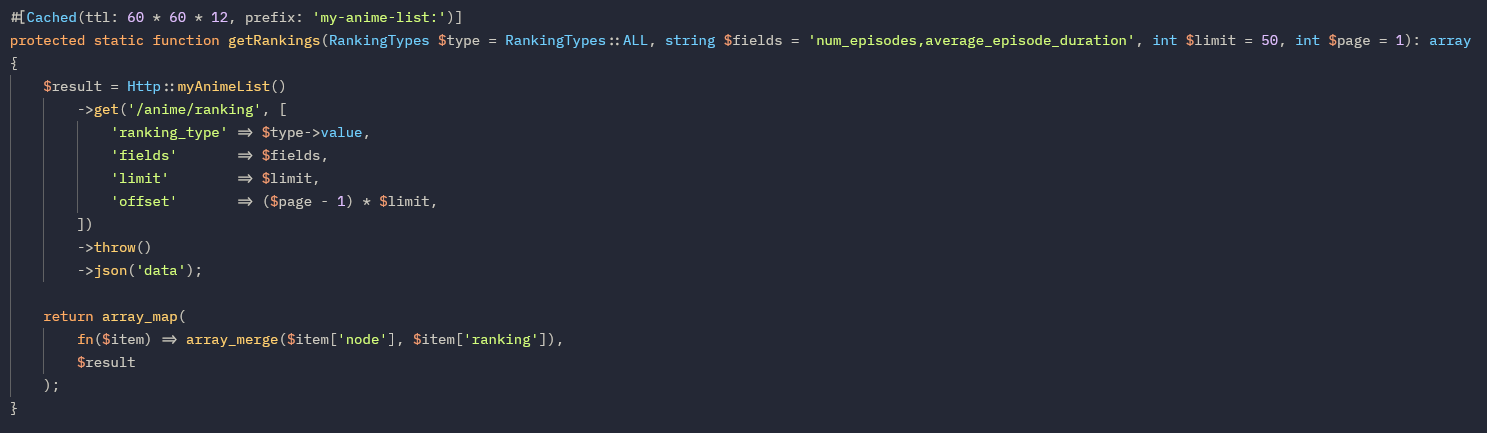 #[Cached(ttl: 60 * 60 * 12, prefix: 'my-anime-list:')]
protected static function getRankings(RankingTypes $type = RankingTypes::ALL, string $fields = 'num_episodes,average_episode_duration', int $limit = 50, int $page = 1): array
{
    $result = Http::myAnimeList()
        ->get('/anime/ranking', [
            'ranking_type' => $type->value,
            'fields'       => $fields,
            'limit'        => $limit,
            'offset'       => ($page - 1) * $limit,
        ])
        ->throw()
        ->json('data');

    return array_map(
        fn($item) => array_merge($item['node'], $item['ranking']),
        $result
    );
}